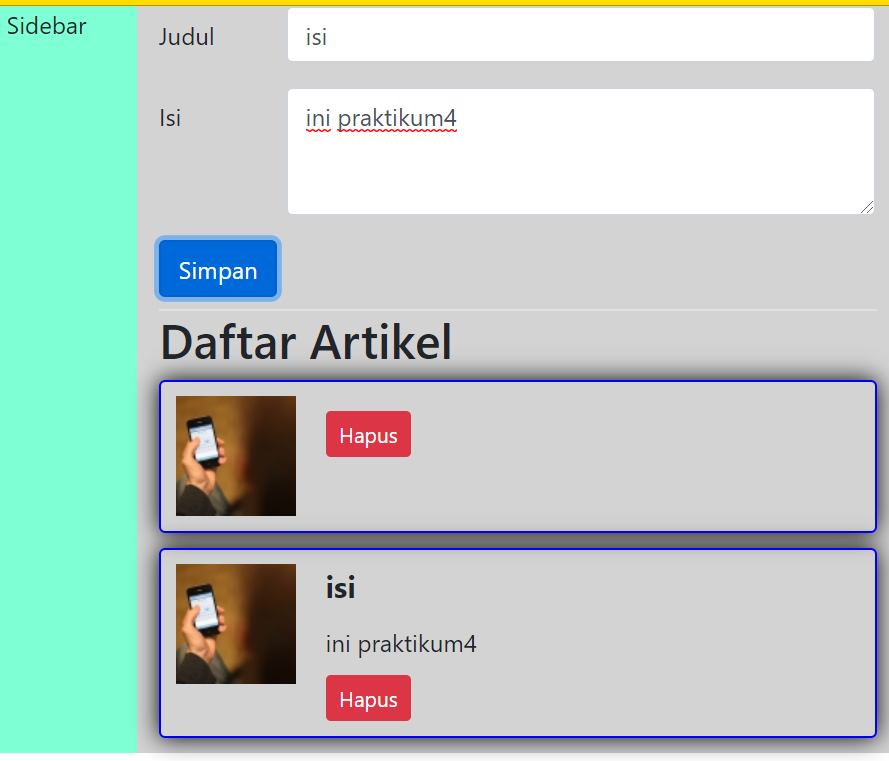 Sidebar
Judul
isi
Isi
ini praktikum4
Simpan
Daftar Artikel
Hapus
isi
ini praktikum4
Hapus